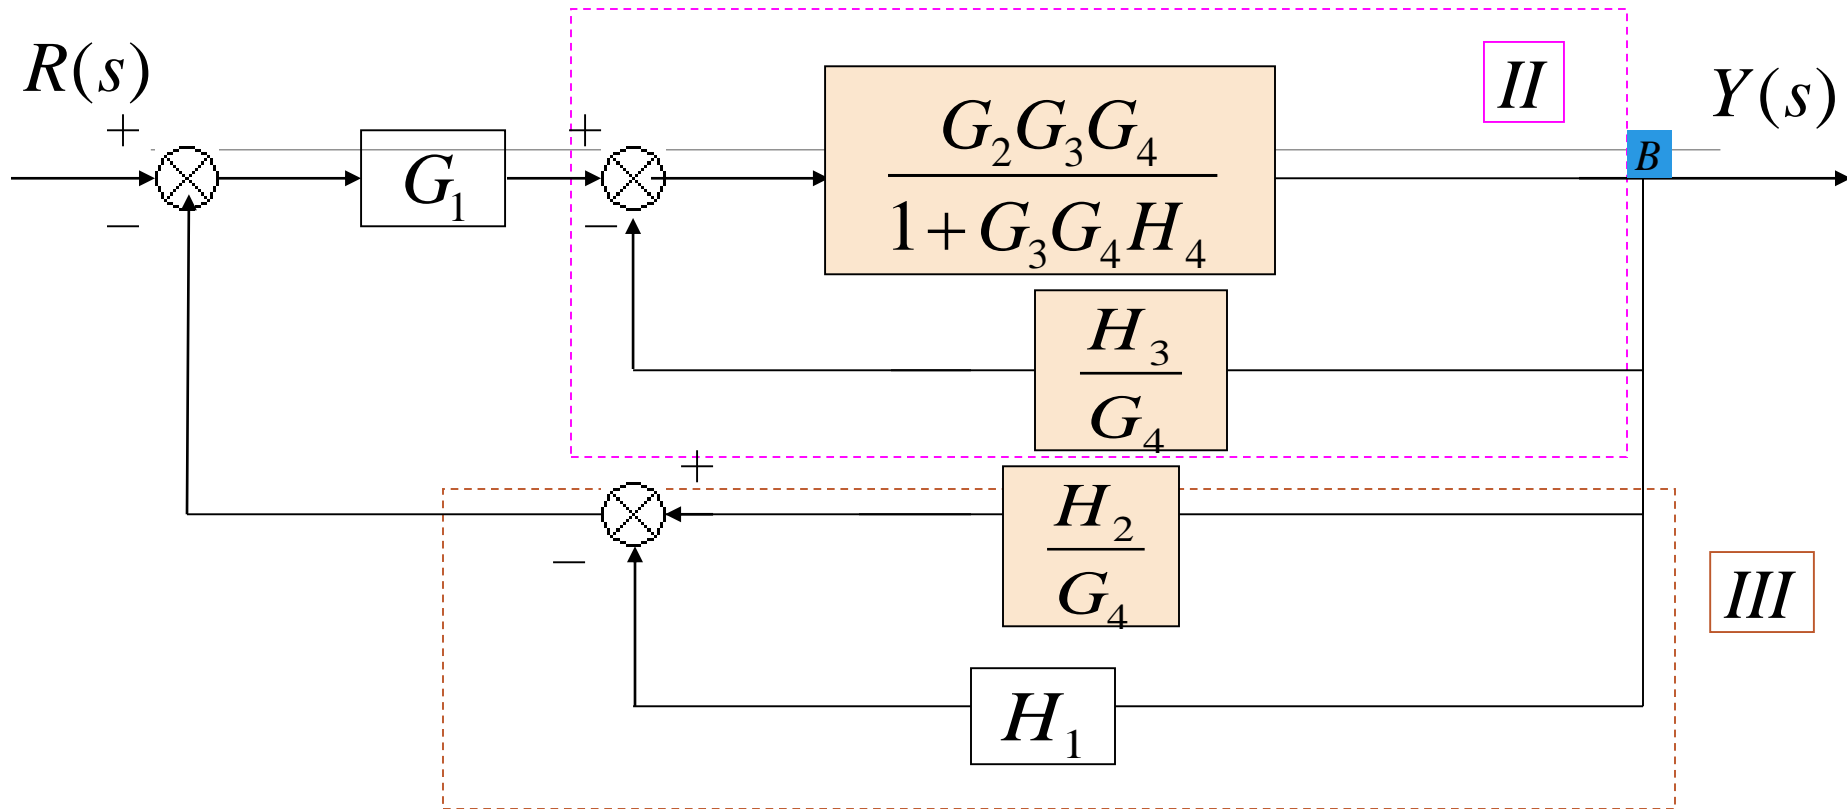 R(s)
II
Y(s)
+
+
G₂G₃G₄
B
G₁
1+G₃G₄H₄
−
−
H₃
G₄
+
H₂
G₄
−
III
H₁